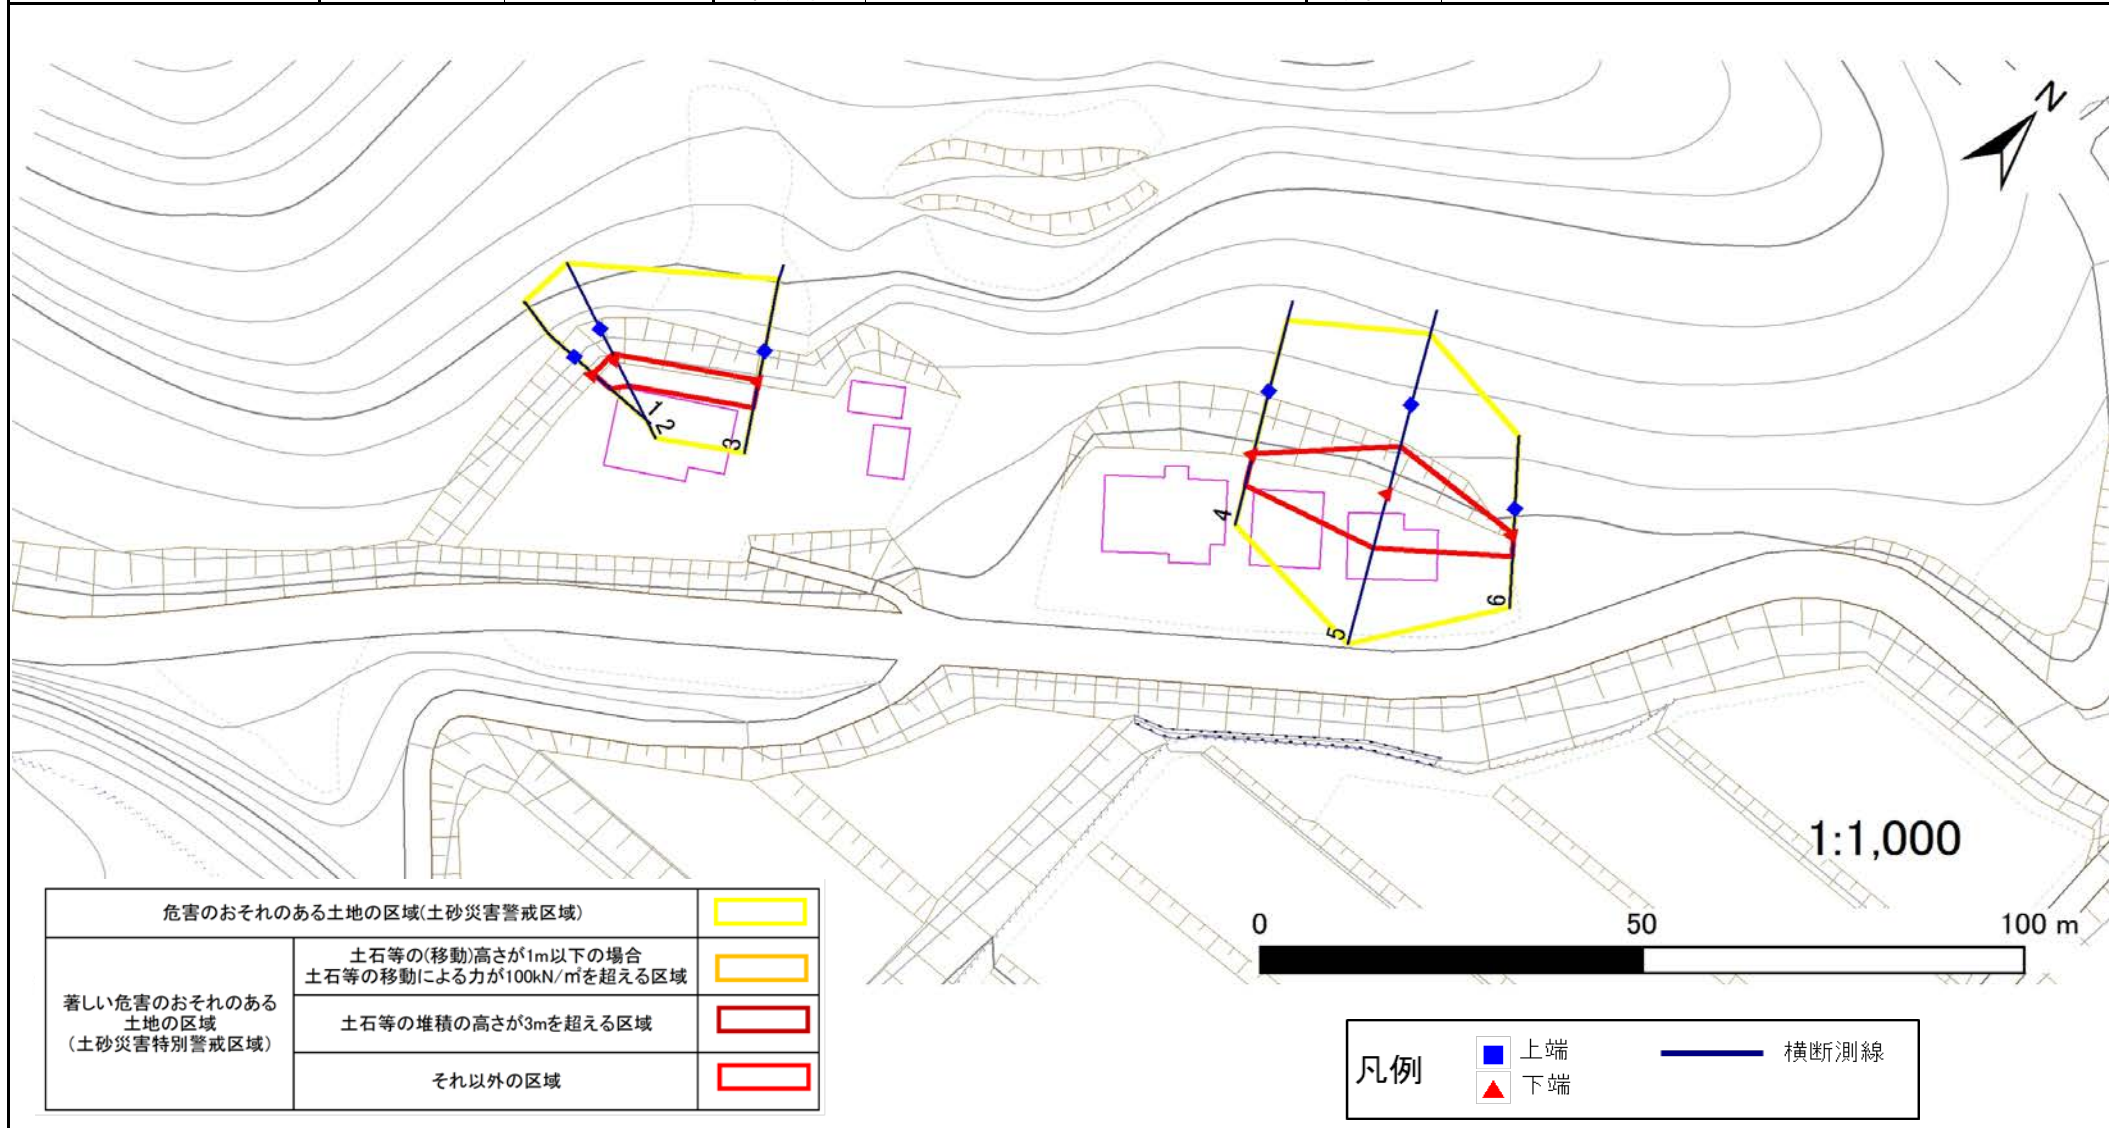 N
1
2
3
4
5
6
1:1,000
0 50 100 m
危害のおそれのある土地の区域(土砂災害警戒区域)
著しい危害のおそれのある
土地の区域
(土砂災害特別警戒区域)
土石等の(移動)高さが1m以下の場合
土石等の移動による力が100kN/㎡を超える区域
土石等の堆積の高さが3mを超える区域
それ以外の区域
凡例
上端
下端
横断測線